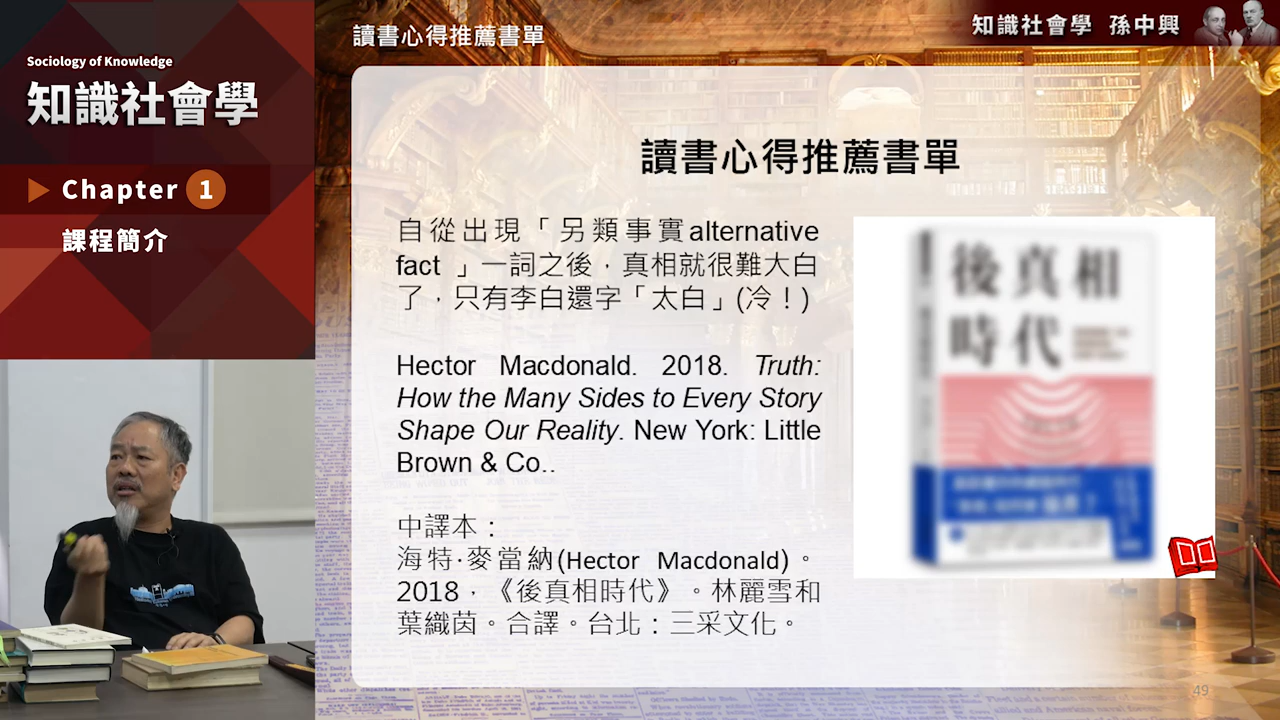 Sociology of Knowledge
知識社會學
Chapter 1
課程簡介
讀書心得推薦書單
知識社會學 孫中興
讀書心得推薦書單
自從出現「另類事實alternative
fact 」一詞之後，真相就很難大白
了，只有李白還字「太白」(冷！)
Hector Macdonald. 2018. Truth:
How the Many Sides to Every Story
Shape Our Reality. New York: Little
Brown & Co..
中譯本：
海特·麥當納(Hector Macdonald)。
2018，《後真相時代》。林麗雪和
葉織茵。合譯。台北：三采文化。
後真相
時代
49